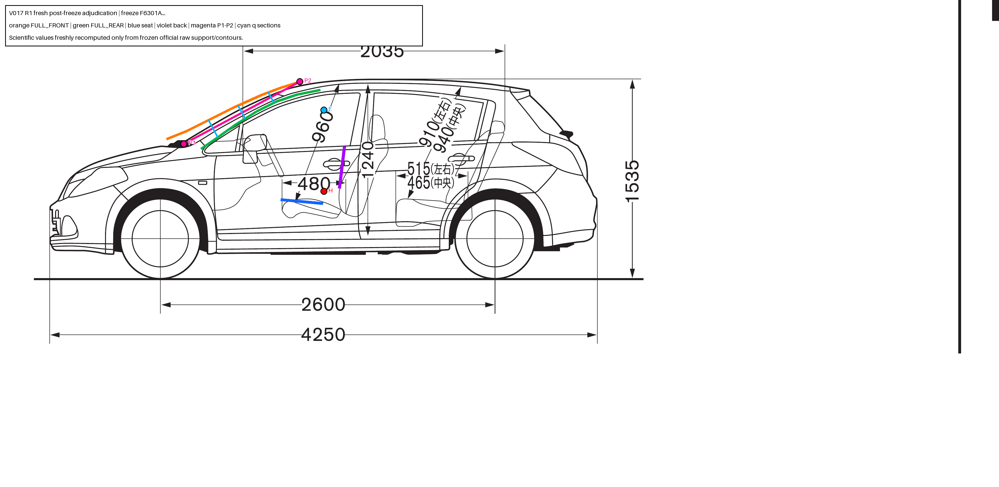 V017 R1 fresh post-freeze adjudication | freeze F6301A...
orange FULL_FRONT | green FULL_REAR | blue seat | violet back | magenta P1-P2 | cyan q sections
Scientific values freshly recomputed only from frozen official raw support/contours.
2035
P2
E
960
910(左右)
940(中央)
P1
1240
515(左右)
465(中央)
480
H
1535
2600
4250